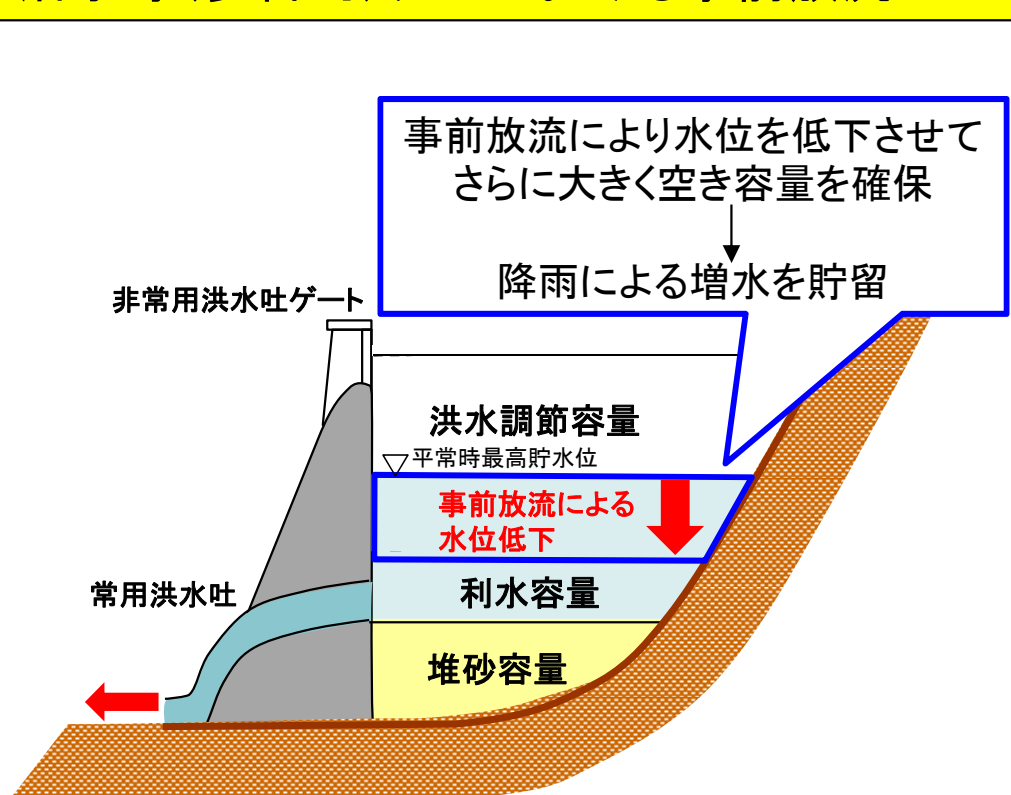 事前放流により水位を低下させて
さらに大きく空き容量を確保
降雨による増水を貯留
非常用洪水吐ゲート
洪水調節容量
平常時最高貯水位
事前放流による
水位低下
利水容量
常用洪水吐
堆砂容量